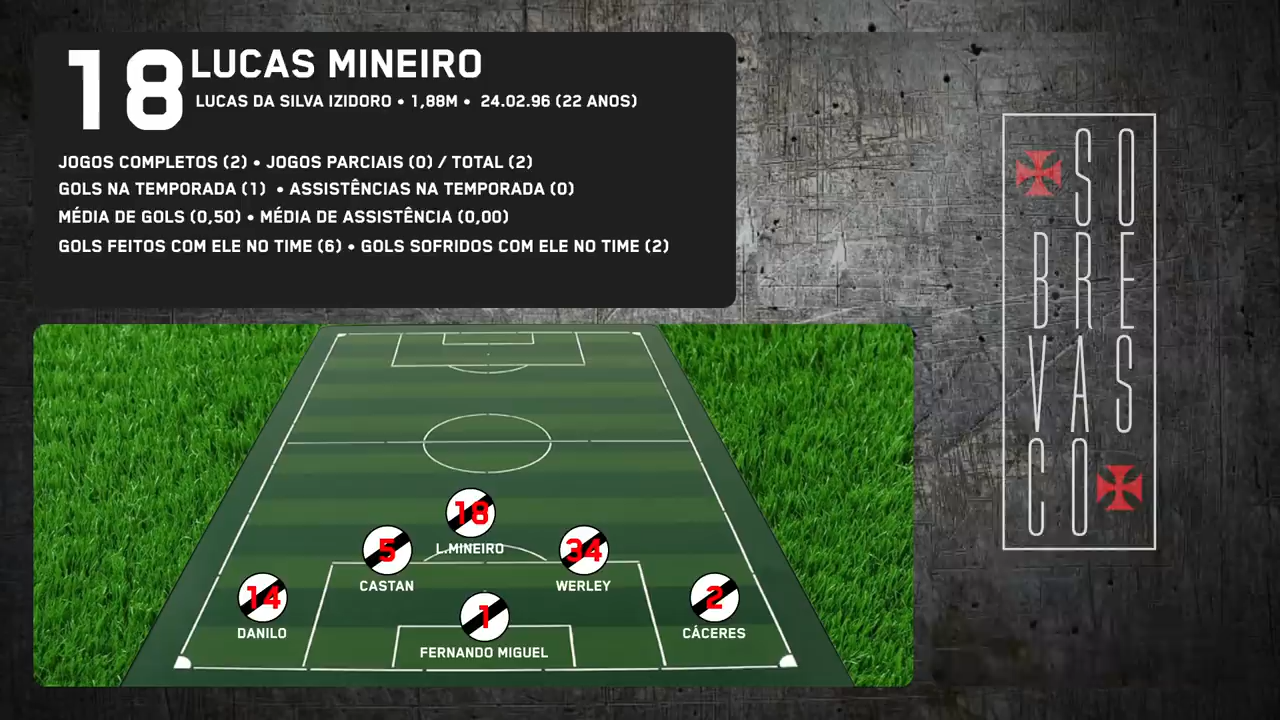 18
LUCAS MINEIRO
LUCAS DA SILVA IZIDORO • 1,88M • 24.02.96 (22 ANOS)
JOGOS COMPLETOS (2) • JOGOS PARCIAIS (0) / TOTAL (2)
GOLS NA TEMPORADA (1) • ASSISTÊNCIAS NA TEMPORADA (0)
MÉDIA DE GOLS (0,50) • MÉDIA DE ASSISTÊNCIA (0,00)
GOLS FEITOS COM ELE NO TIME (6) • GOLS SOFRIDOS COM ELE NO TIME (2)
SO
BRE
VAS
CO
18
L.MINEIRO
5
CASTAN
34
WERLEY
14
DANILO
1
FERNANDO MIGUEL
2
CÁCERES